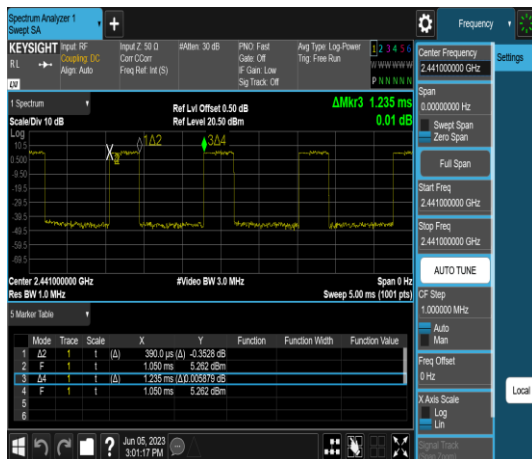 Spectrum Analyzer 1
Swept SA
Frequency
KEYSIGHT
RL
Input: RF
Coupling: DC
Align: Auto
Input Z: 50 Ω
Corr CCorr
Freq Ref: Int (S)
#Atten: 30 dB
PNO: Fast
Gate: Off
IF Gain: Low
Sig Track: Off
Avg Type: Log-Power
Trig: Free Run
1 2 3 4 5 6
W W W W W W
P N N N N N
LXI
1 Spectrum
Scale/Div 10 dB
Ref Lvl Offset 0.50 dB
Ref Level 20.50 dBm
ΔMkr3 1.235 ms
0.01 dB
Log
10.5
0.500
-9.50
-19.5
-29.5
-39.5
-49.5
-59.5
-69.5
1Δ2
3Δ4
Center 2.441000000 GHz
Res BW 1.0 MHz
#Video BW 3.0 MHz
Span 0 Hz
Sweep 5.00 ms (1001 pts)
5 Marker Table
Mode Trace Scale X Y Function Function Width Function Value
1 Δ2 1 t (Δ) 390.0 µs (Δ) -0.3528 dB
2 F 1 t 1.050 ms 5.262 dBm
3 Δ4 1 t (Δ) 1.235 ms (Δ) 0.005879 dB
4 F 1 t 1.050 ms 5.262 dBm
5
6
Jun 05, 2023
3:01:17 PM
Center Frequency
2.441000000 GHz
Span
0.00000000 Hz
Swept Span
Zero Span
Full Span
Start Freq
2.441000000 GHz
Stop Freq
2.441000000 GHz
AUTO TUNE
CF Step
1.000000 MHz
Auto
Man
Freq Offset
0 Hz
X Axis Scale
Log
Lin
Signal Track
(Span Zoom)
Settings
Local